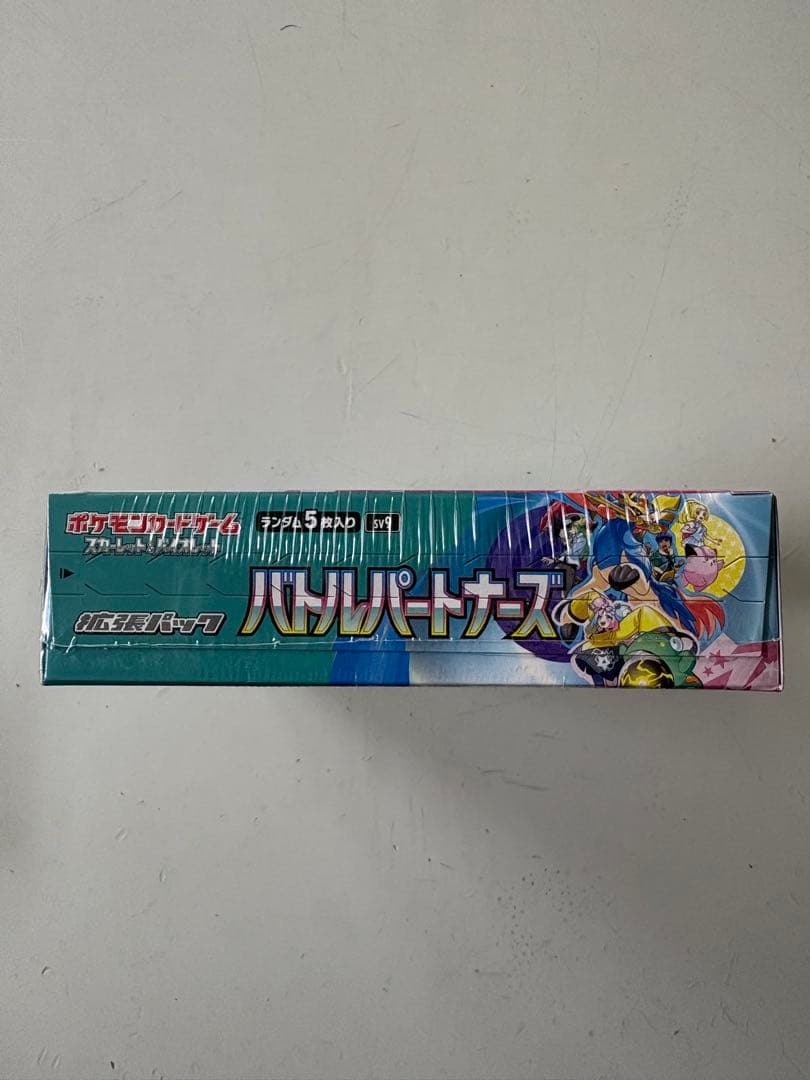 ポケモンカードゲーム
スカーレット&バイオレット
ランダム5枚入り
SV9
拡張パック
バトルパートナーズ